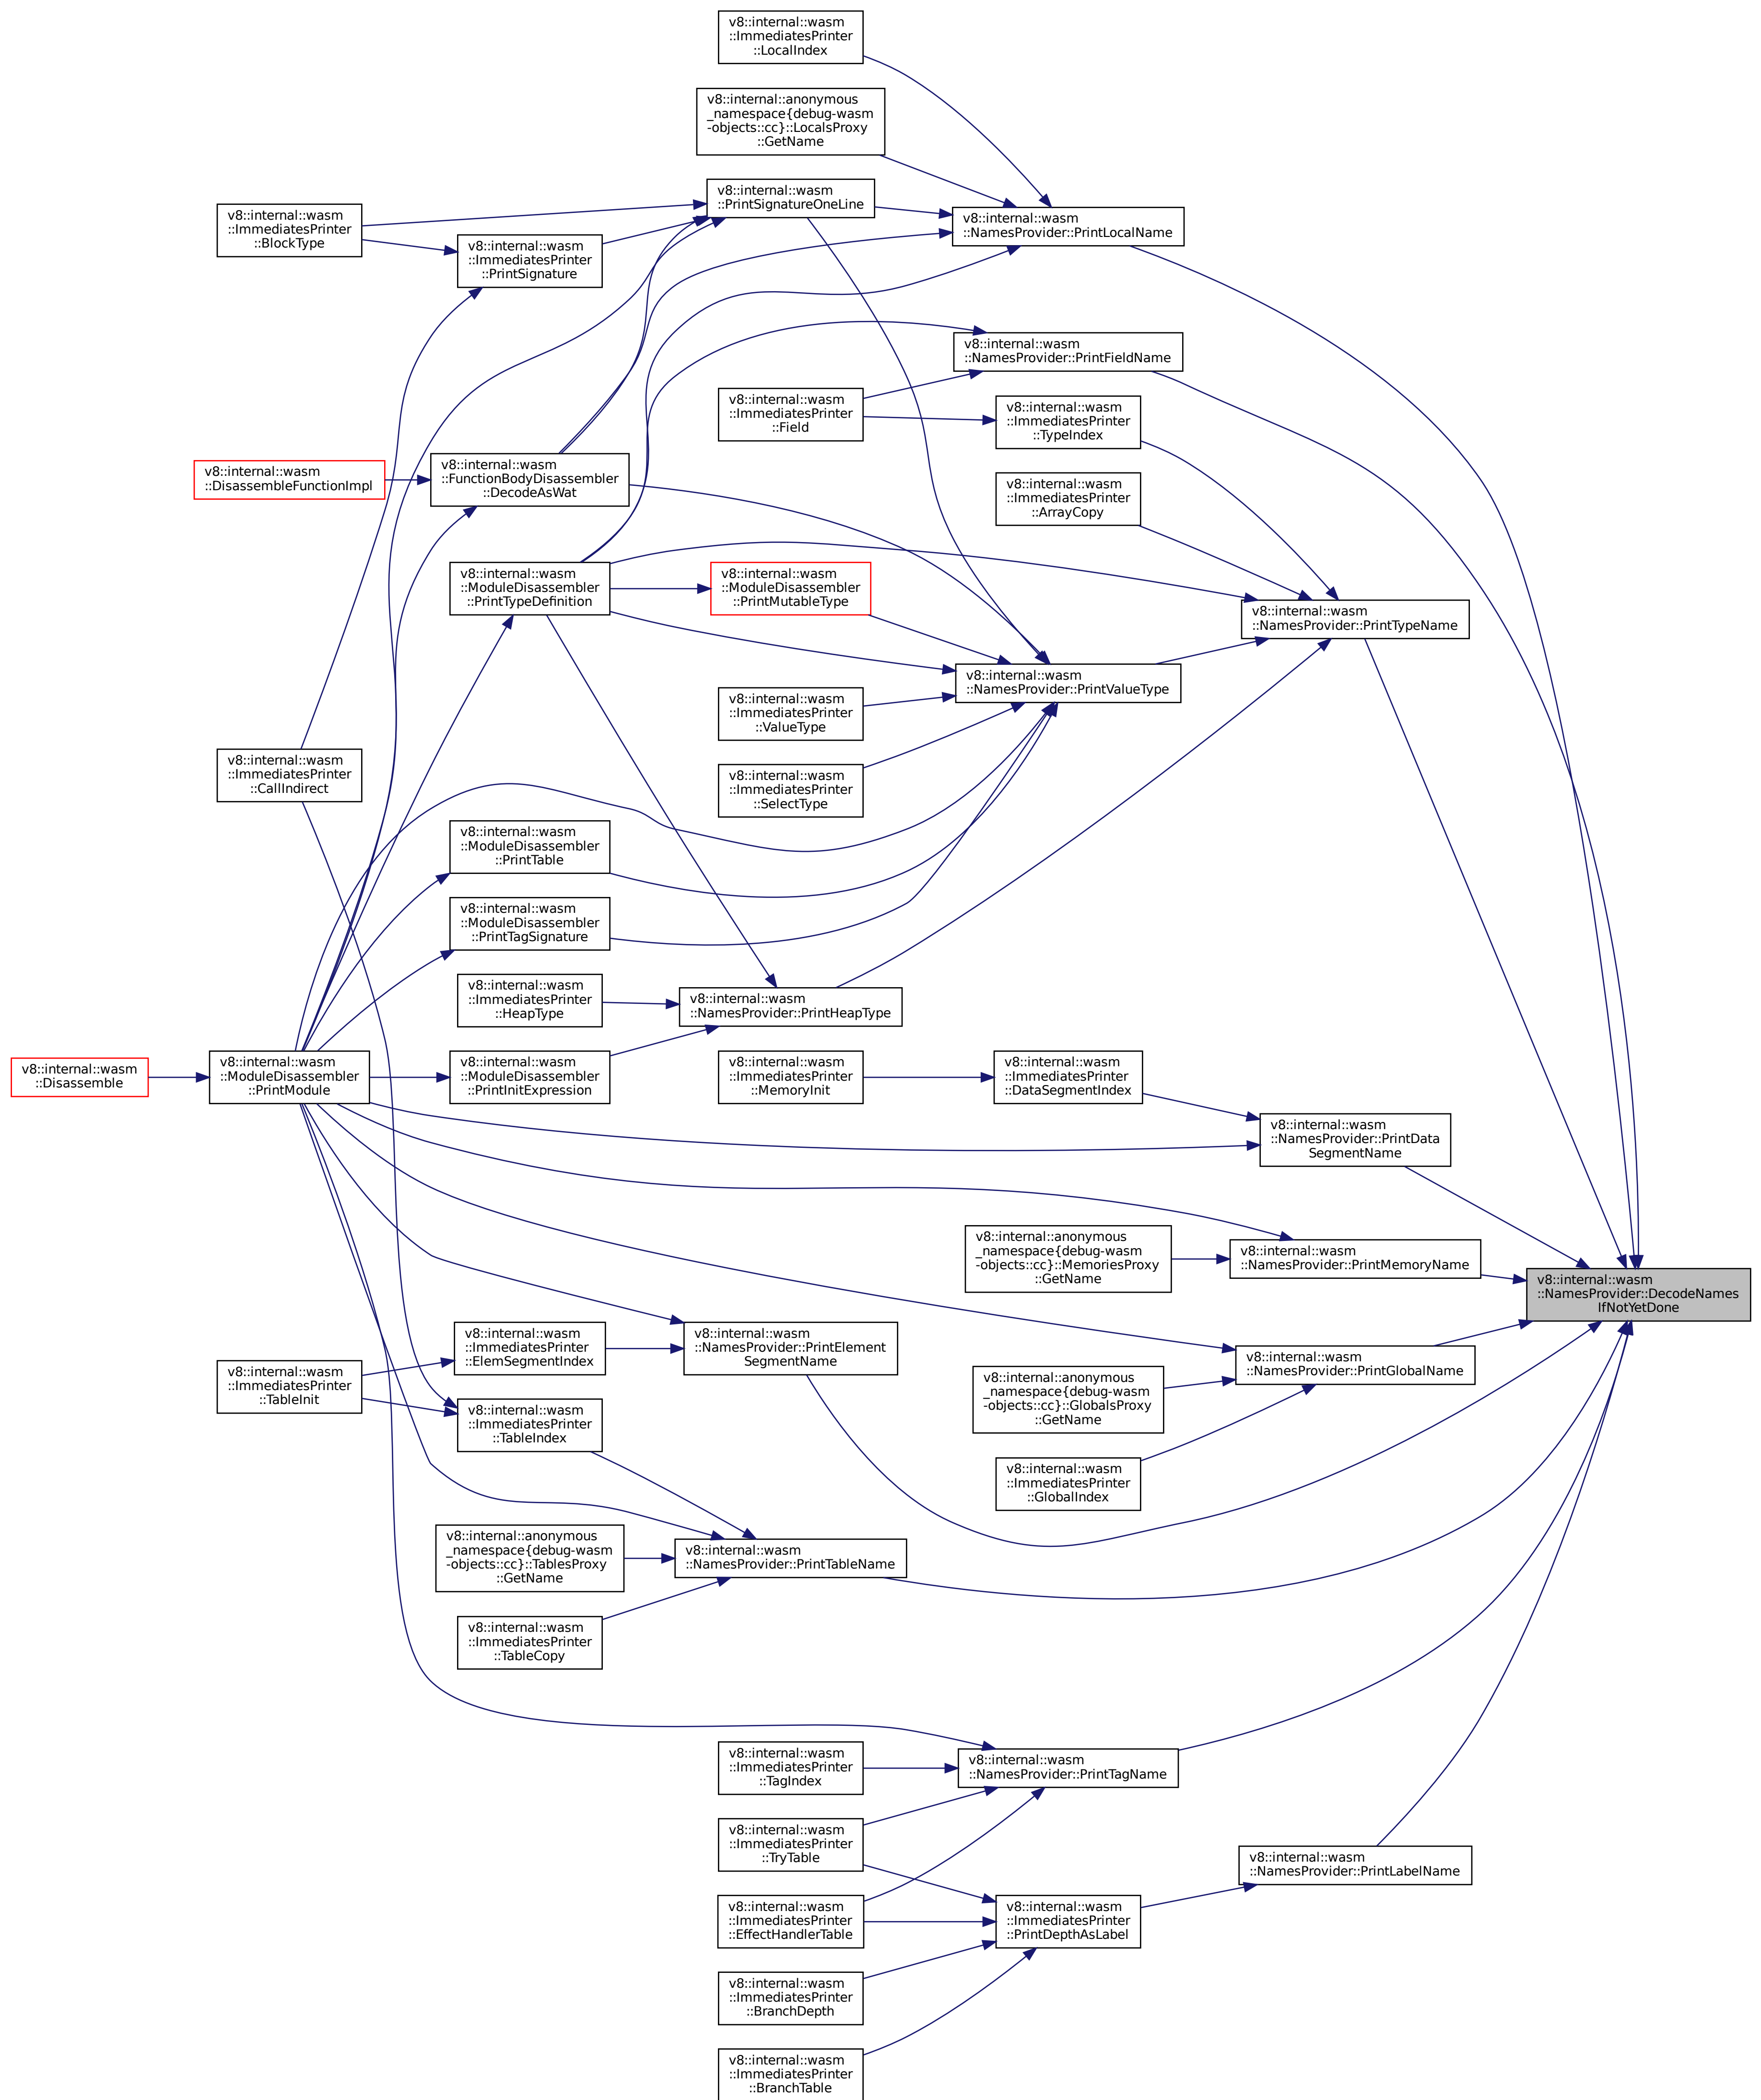 v8::internal::wasm
::ImmediatesPrinter
::LocalIndex
v8::internal::anonymous
_namespace{debug-wasm
-objects::cc}::LocalsProxy
::GetName
v8::internal::wasm
::PrintSignatureOneLine
v8::internal::wasm
::ImmediatesPrinter
::BlockType
v8::internal::wasm
::NamesProvider::PrintLocalName
v8::internal::wasm
::ImmediatesPrinter
::PrintSignature
v8::internal::wasm
::NamesProvider::PrintFieldName
v8::internal::wasm
::ImmediatesPrinter
::Field
v8::internal::wasm
::ImmediatesPrinter
::TypeIndex
v8::internal::wasm
::DisassembleFunctionImpl
v8::internal::wasm
::FunctionBodyDisassembler
::DecodeAsWat
v8::internal::wasm
::ImmediatesPrinter
::ArrayCopy
v8::internal::wasm
::ModuleDisassembler
::PrintTypeDefinition
v8::internal::wasm
::ModuleDisassembler
::PrintMutableType
v8::internal::wasm
::NamesProvider::PrintTypeName
v8::internal::wasm
::NamesProvider::PrintValueType
v8::internal::wasm
::ImmediatesPrinter
::ValueType
v8::internal::wasm
::ImmediatesPrinter
::CallIndirect
v8::internal::wasm
::ImmediatesPrinter
::SelectType
v8::internal::wasm
::ModuleDisassembler
::PrintTable
v8::internal::wasm
::ModuleDisassembler
::PrintTagSignature
v8::internal::wasm
::ImmediatesPrinter
::HeapType
v8::internal::wasm
::NamesProvider::PrintHeapType
v8::internal::wasm
::Disassemble
v8::internal::wasm
::ModuleDisassembler
::PrintModule
v8::internal::wasm
::ModuleDisassembler
::PrintInitExpression
v8::internal::wasm
::ImmediatesPrinter
::MemoryInit
v8::internal::wasm
::ImmediatesPrinter
::DataSegmentIndex
v8::internal::wasm
::NamesProvider::PrintData
SegmentName
v8::internal::anonymous
_namespace{debug-wasm
-objects::cc}::MemoriesProxy
::GetName
v8::internal::wasm
::NamesProvider::PrintMemoryName
v8::internal::wasm
::NamesProvider::DecodeNames
IfNotYetDone
v8::internal::wasm
::ImmediatesPrinter
::ElemSegmentIndex
v8::internal::wasm
::NamesProvider::PrintElement
SegmentName
v8::internal::wasm
::NamesProvider::PrintGlobalName
v8::internal::wasm
::ImmediatesPrinter
::TableInit
v8::internal::anonymous
_namespace{debug-wasm
-objects::cc}::GlobalsProxy
::GetName
v8::internal::wasm
::ImmediatesPrinter
::TableIndex
v8::internal::wasm
::ImmediatesPrinter
::GlobalIndex
v8::internal::anonymous
_namespace{debug-wasm
-objects::cc}::TablesProxy
::GetName
v8::internal::wasm
::NamesProvider::PrintTableName
v8::internal::wasm
::ImmediatesPrinter
::TableCopy
v8::internal::wasm
::ImmediatesPrinter
::TagIndex
v8::internal::wasm
::NamesProvider::PrintTagName
v8::internal::wasm
::ImmediatesPrinter
::TryTable
v8::internal::wasm
::NamesProvider::PrintLabelName
v8::internal::wasm
::ImmediatesPrinter
::EffectHandlerTable
v8::internal::wasm
::ImmediatesPrinter
::PrintDepthAsLabel
v8::internal::wasm
::ImmediatesPrinter
::BranchDepth
v8::internal::wasm
::ImmediatesPrinter
::BranchTable